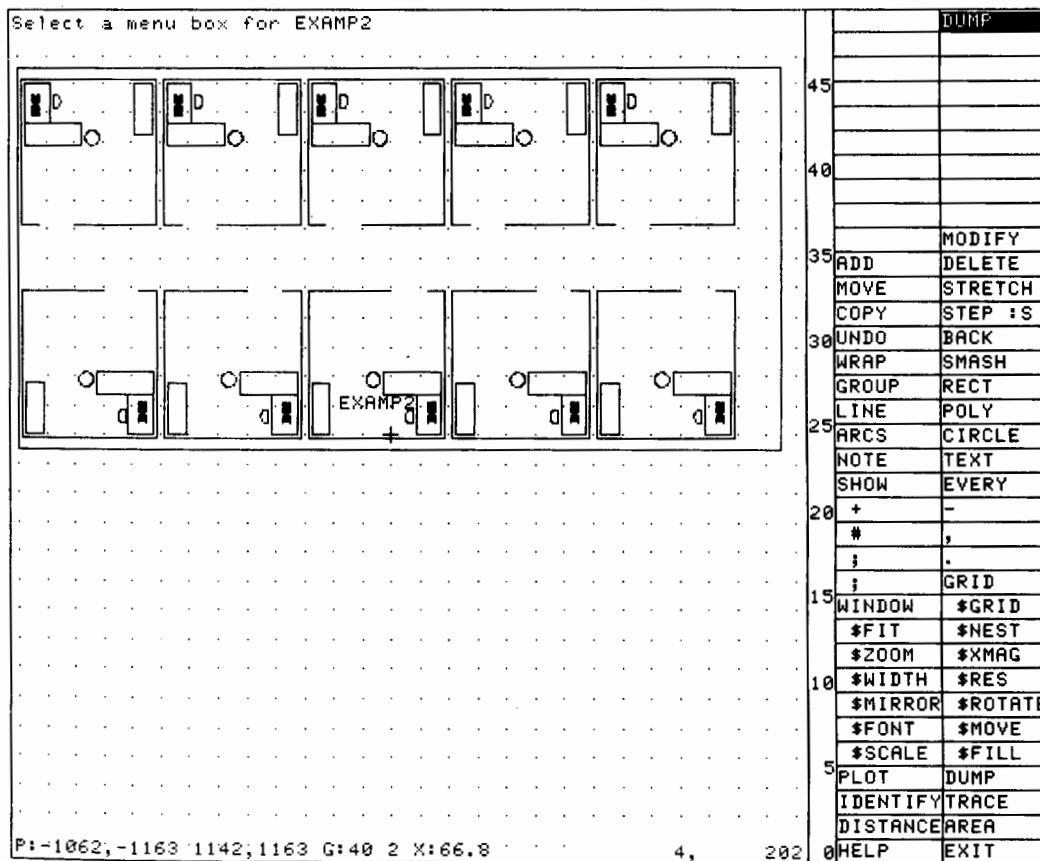 Select a menu box for EXAMP2
DUMP
45
40
MODIFY
35
ADD DELETE
MOVE STRETCH
COPY STEP :S
30
UNDO BACK
WRAP SMASH
GROUP RECT
EXAMP2
LINE POLY
25
ARCS CIRCLE
NOTE TEXT
SHOW EVERY
20
+ -
# ,
; .
; GRID
15
WINDOW $GRID
$FIT $NEST
$ZOOM $XMAG
10
$WIDTH $RES
$MIRROR $ROTATE
$FONT $MOVE
$SCALE $FILL
5
PLOT DUMP
IDENTIFY TRACE
DISTANCE AREA
P:-1062,-1163 1142,1163 G:40 2 X:66.8 4, 202
0
HELP EXIT